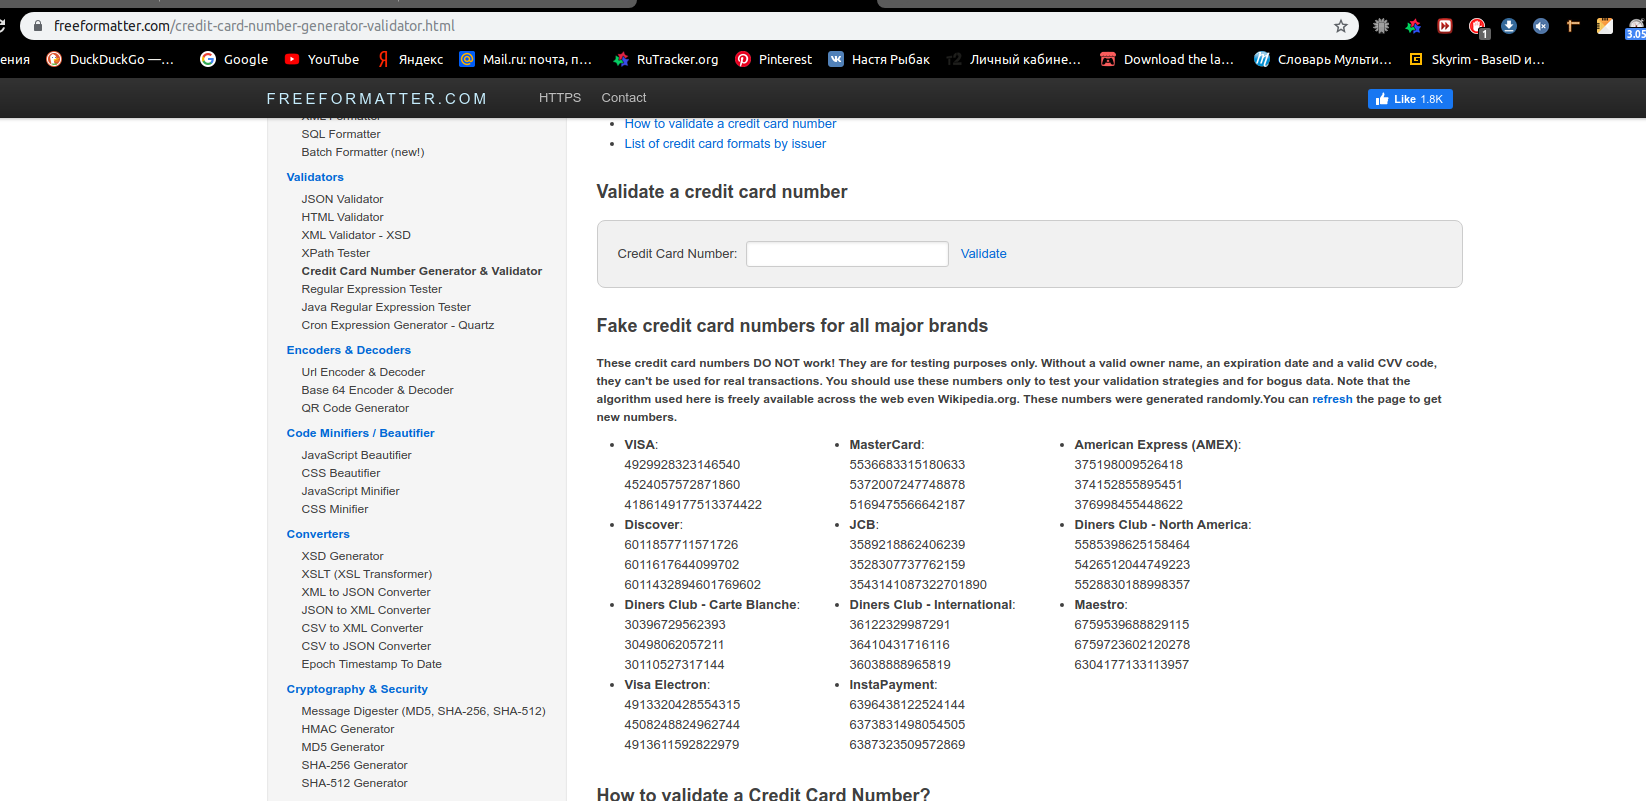 freeformatter.com/credit-card-number-generator-validator.html
1
3.05
ения
DuckDuckGo —...
Google
YouTube
Яндекс
Mail.ru: почта, п...
RuTracker.org
Pinterest
Настя Рыбак
Личный кабине...
Download the la...
Словарь Мульти...
Skyrim - BaseID и...
FREEFORMATTER.COM
HTTPS
Contact
Like 1.8K
XML Formatter
SQL Formatter
Batch Formatter (new!)
Validators
JSON Validator
HTML Validator
XML Validator - XSD
XPath Tester
Credit Card Number Generator & Validator
Regular Expression Tester
Java Regular Expression Tester
Cron Expression Generator - Quartz
Encoders & Decoders
Url Encoder & Decoder
Base 64 Encoder & Decoder
QR Code Generator
Code Minifiers / Beautifier
JavaScript Beautifier
CSS Beautifier
JavaScript Minifier
CSS Minifier
Converters
XSD Generator
XSLT (XSL Transformer)
XML to JSON Converter
JSON to XML Converter
CSV to XML Converter
CSV to JSON Converter
Epoch Timestamp To Date
Cryptography & Security
Message Digester (MD5, SHA-256, SHA-512)
HMAC Generator
MD5 Generator
SHA-256 Generator
SHA-512 Generator
How to validate a credit card number
List of credit card formats by issuer
Validate a credit card number
Credit Card Number:
Validate
Fake credit card numbers for all major brands
These credit card numbers DO NOT work! They are for testing purposes only. Without a valid owner name, an expiration date and a valid CVV code,
they can't be used for real transactions. You should use these numbers only to test your validation strategies and for bogus data. Note that the
algorithm used here is freely available across the web even Wikipedia.org. These numbers were generated randomly.You can refresh the page to get
new numbers.
VISA:
4929928323146540
4524057572871860
4186149177513374422
MasterCard:
5536683315180633
5372007247748878
5169475566642187
American Express (AMEX):
375198009526418
374152855895451
376998455448622
Discover:
6011857711571726
6011617644099702
6011432894601769602
JCB:
3589218862406239
3528307737762159
3543141087322701890
Diners Club - North America:
5585398625158464
5426512044749223
5528830188998357
Diners Club - Carte Blanche:
30396729562393
30498062057211
30110527317144
Diners Club - International:
36122329987291
36410431716116
36038888965819
Maestro:
6759539688829115
6759723602120278
6304177133113957
Visa Electron:
4913320428554315
4508248824962744
4913611592822979
InstaPayment:
6396438122524144
6373831498054505
6387323509572869
How to validate a Credit Card Number?